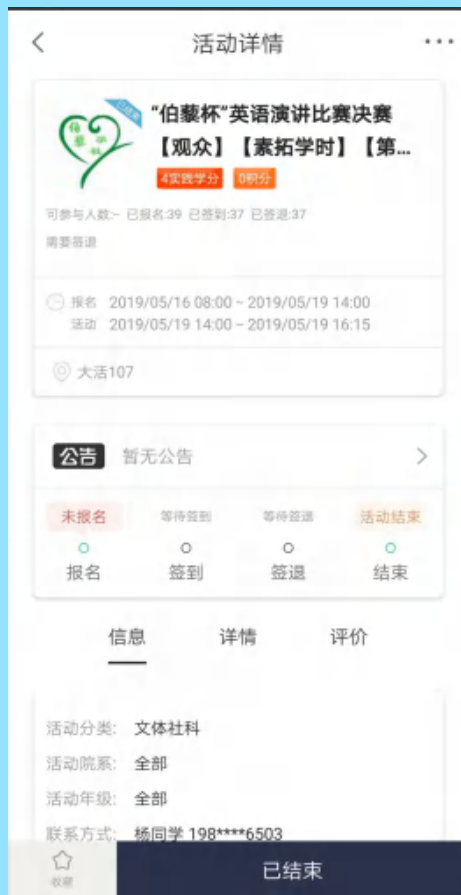 活动详情
已结束
伯藜
“伯藜杯”英语演讲比赛决赛
【观众】【素拓学时】【第...
4实践学分 0积分
可参与人数:- 已报名:39 已签到:37 已签退:37
需要签退
报名 2019/05/16 08:00 ~ 2019/05/19 14:00
活动 2019/05/19 14:00 ~ 2019/05/19 16:15
大活107
公告 暂无公告
未报名 等待签到 等待签退 活动结束
报名 签到 签退 结束
信息 详情 评价
活动分类: 文体社科
活动院系: 全部
活动年级: 全部
联系方式: 杨同学 198****6503
收藏 已结束